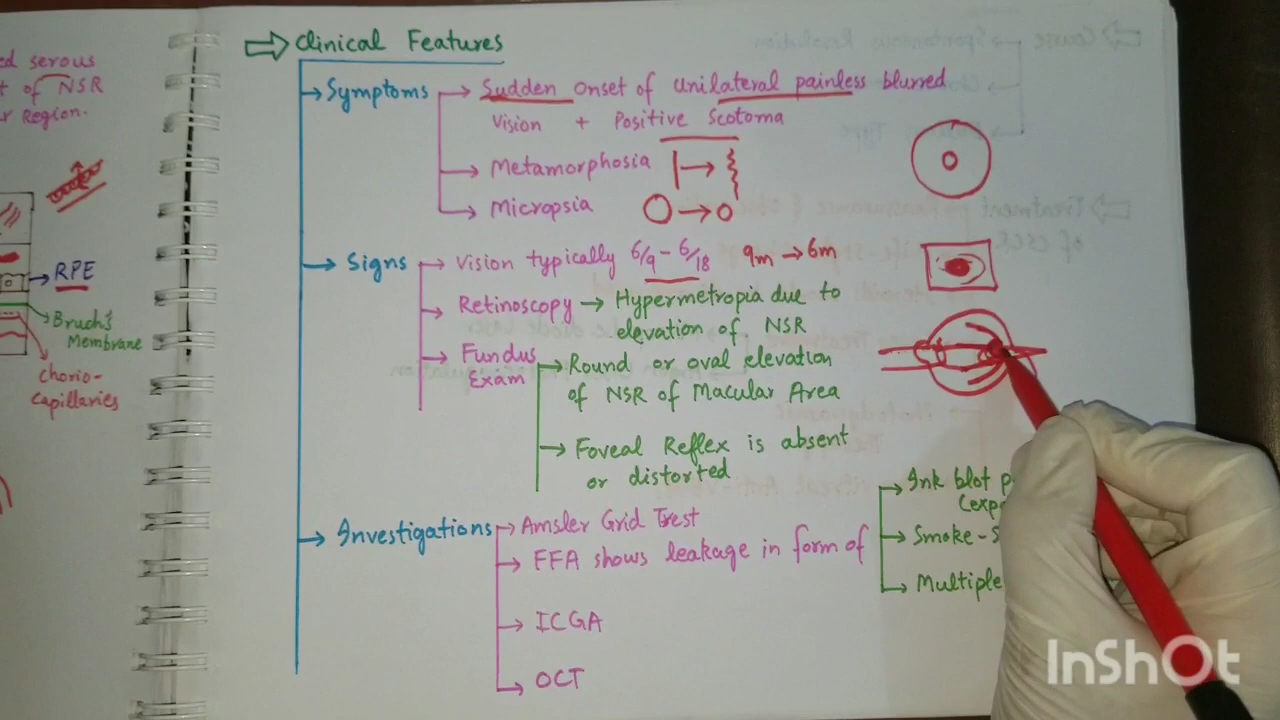 ed serous
t of NSR
r Region.
RPE
Bruch's
Membrane
Chorio-
Capillaries
Clinical Features
Symptoms
Sudden onset of Unilateral painless blurred
Vision + Positive Scotoma
Metamorphosia
Micropsia
Signs
Vision typically 6/9 - 6/18 9m → 6m
Retinoscopy → Hypermetropia due to
elevation of NSR
Fundus
Exam
Round or oval elevation
of NSR of Macular Area
Foveal Reflex is absent
or distorted
Investigations
Amsler Grid Trest
FFA shows leakage in form of
Ink blot p
(exp
Smoke-s
Multiple
ICGA
OCT
InShOt